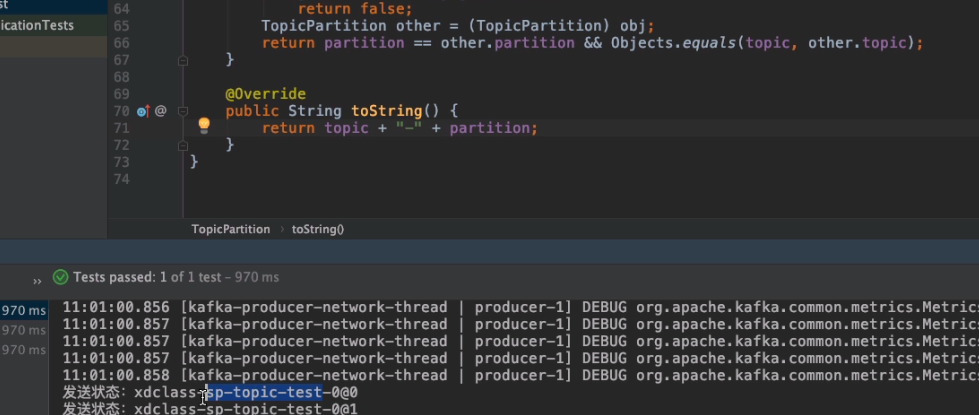 st
icationTests
64
return false;
65 TopicPartition other = (TopicPartition) obj;
66 return partition == other.partition && Objects.equals(topic, other.topic);
67 }
68
69 @Override
70 @ public String toString() {
71 return topic + "-" + partition;
72 }
73 }
74
TopicPartition › toString()
» Tests passed: 1 of 1 test – 970 ms
970 ms 11:01:00.856 [kafka-producer-network-thread | producer-1] DEBUG org.apache.kafka.common.metrics.Metric
970 ms 11:01:00.857 [kafka-producer-network-thread | producer-1] DEBUG org.apache.kafka.common.metrics.Metrics
970 ms 11:01:00.857 [kafka-producer-network-thread | producer-1] DEBUG org.apache.kafka.common.metrics.Metrics
11:01:00.857 [kafka-producer-network-thread | producer-1] DEBUG org.apache.kafka.common.metrics.Metrics
11:01:00.858 [kafka-producer-network-thread | producer-1] DEBUG org.apache.kafka.common.metrics.Metrics
发送状态：xdclass-sp-topic-test-0@0
发送状态：xdclass-sp-topic-test-0@1